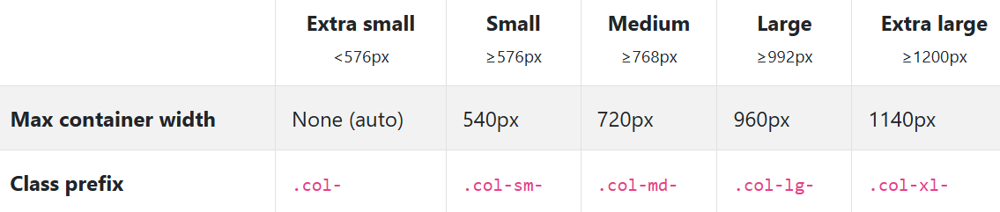 Extra small Small Medium Large Extra large
<576px ≥576px ≥768px ≥992px ≥1200px
Max container width None (auto) 540px 720px 960px 1140px
Class prefix .col- .col-sm- .col-md- .col-lg- .col-xl-